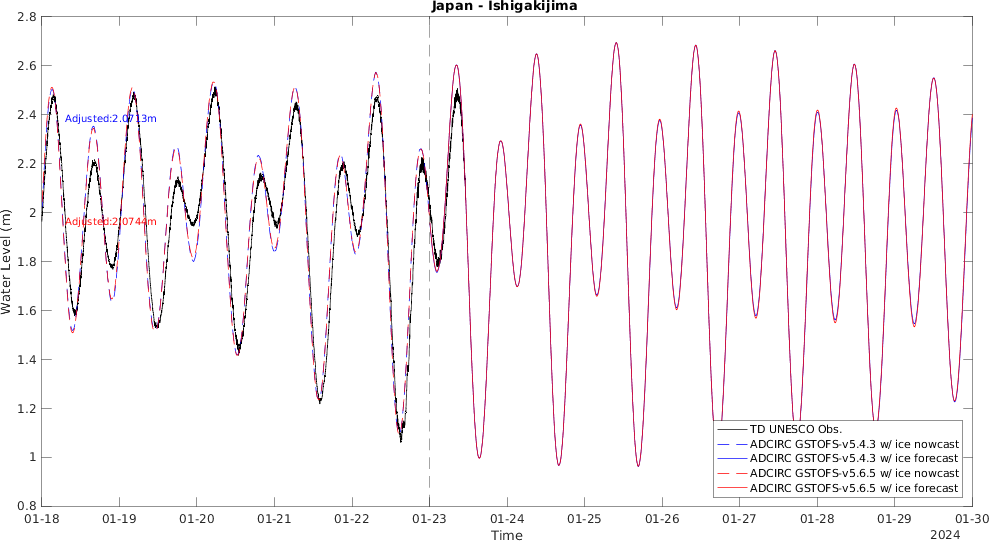 Japan - Ishigakijima
2.8
2.6
2.4
2.2
2
1.8
1.6
1.4
1.2
1
0.8
Water Level (m)
Adjusted:2.0713m
Adjusted:2.0744m
TD UNESCO Obs.
ADCIRC GSTOFS-v5.4.3 w/ ice nowcast
ADCIRC GSTOFS-v5.4.3 w/ ice forecast
ADCIRC GSTOFS-v5.6.5 w/ ice nowcast
ADCIRC GSTOFS-v5.6.5 w/ ice forecast
01-18 01-19 01-20 01-21 01-22 01-23 01-24 01-25 01-26 01-27 01-28 01-29 01-30
Time
2024